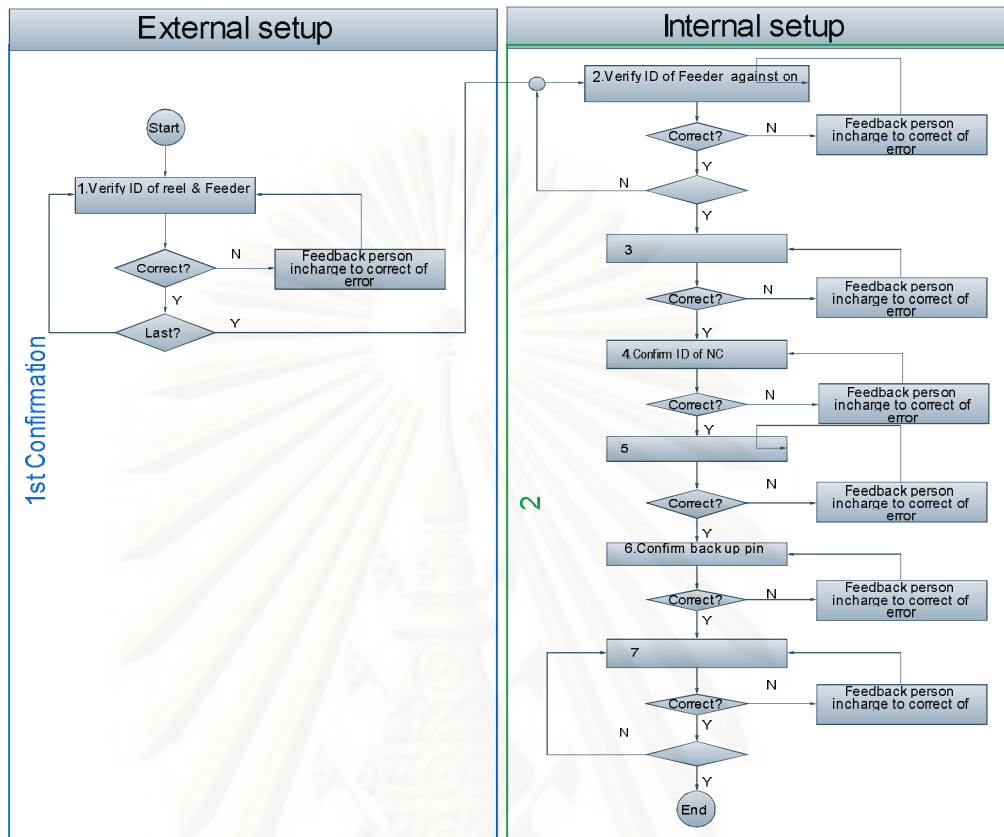 External setup
Internal setup
Start
1.Verify ID of reel & Feeder
Correct?
N
Feedback person
incharge to correct of
error
Y
Last?
Y
1st Confirmation
2.Verify ID of Feeder against on
Correct?
N
Feedback person
incharge to correct of
error
Y
N
Y
3
Correct?
N
Feedback person
incharge to correct of
error
Y
4.Confirm ID of NC
Correct?
N
Feedback person
incharge to correct of
error
Y
5
Correct?
N
Feedback person
incharge to correct of
error
Y
2
6.Confirm back up pin
Correct?
N
Feedback person
incharge to correct of
error
Y
7
Correct?
N
Feedback person
incharge to correct of
Y
N
Y
End